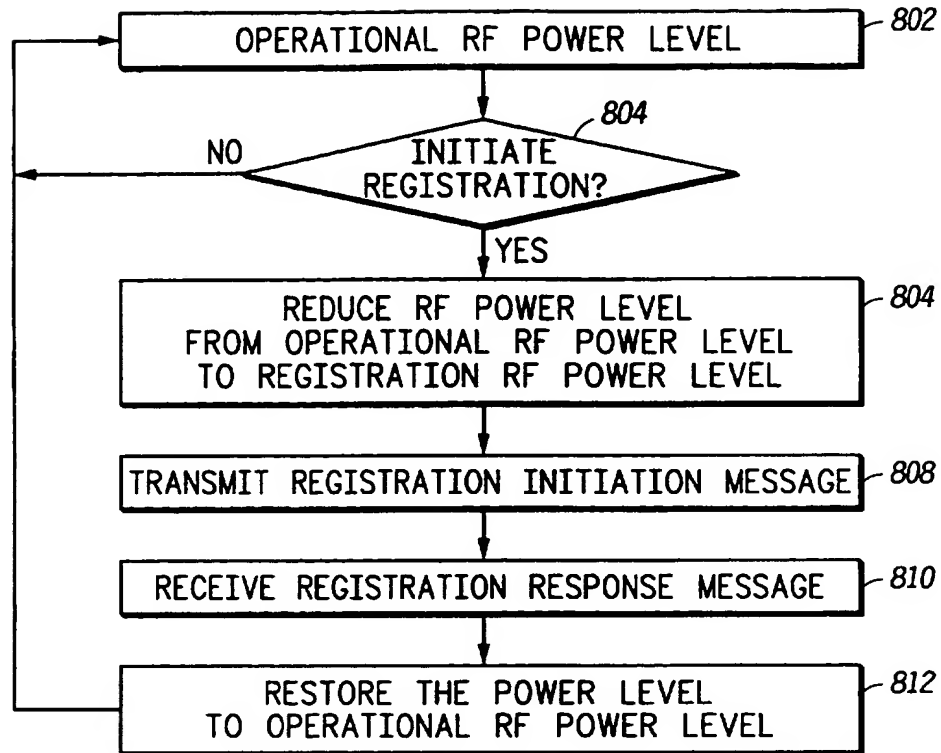 OPERATIONAL RF POWER LEVEL
802
804
NO
INITIATE
REGISTRATION?
YES
REDUCE RF POWER LEVEL
FROM OPERATIONAL RF POWER LEVEL
TO REGISTRATION RF POWER LEVEL
804
TRANSMIT REGISTRATION INITIATION MESSAGE
808
RECEIVE REGISTRATION RESPONSE MESSAGE
810
RESTORE THE POWER LEVEL
TO OPERATIONAL RF POWER LEVEL
812